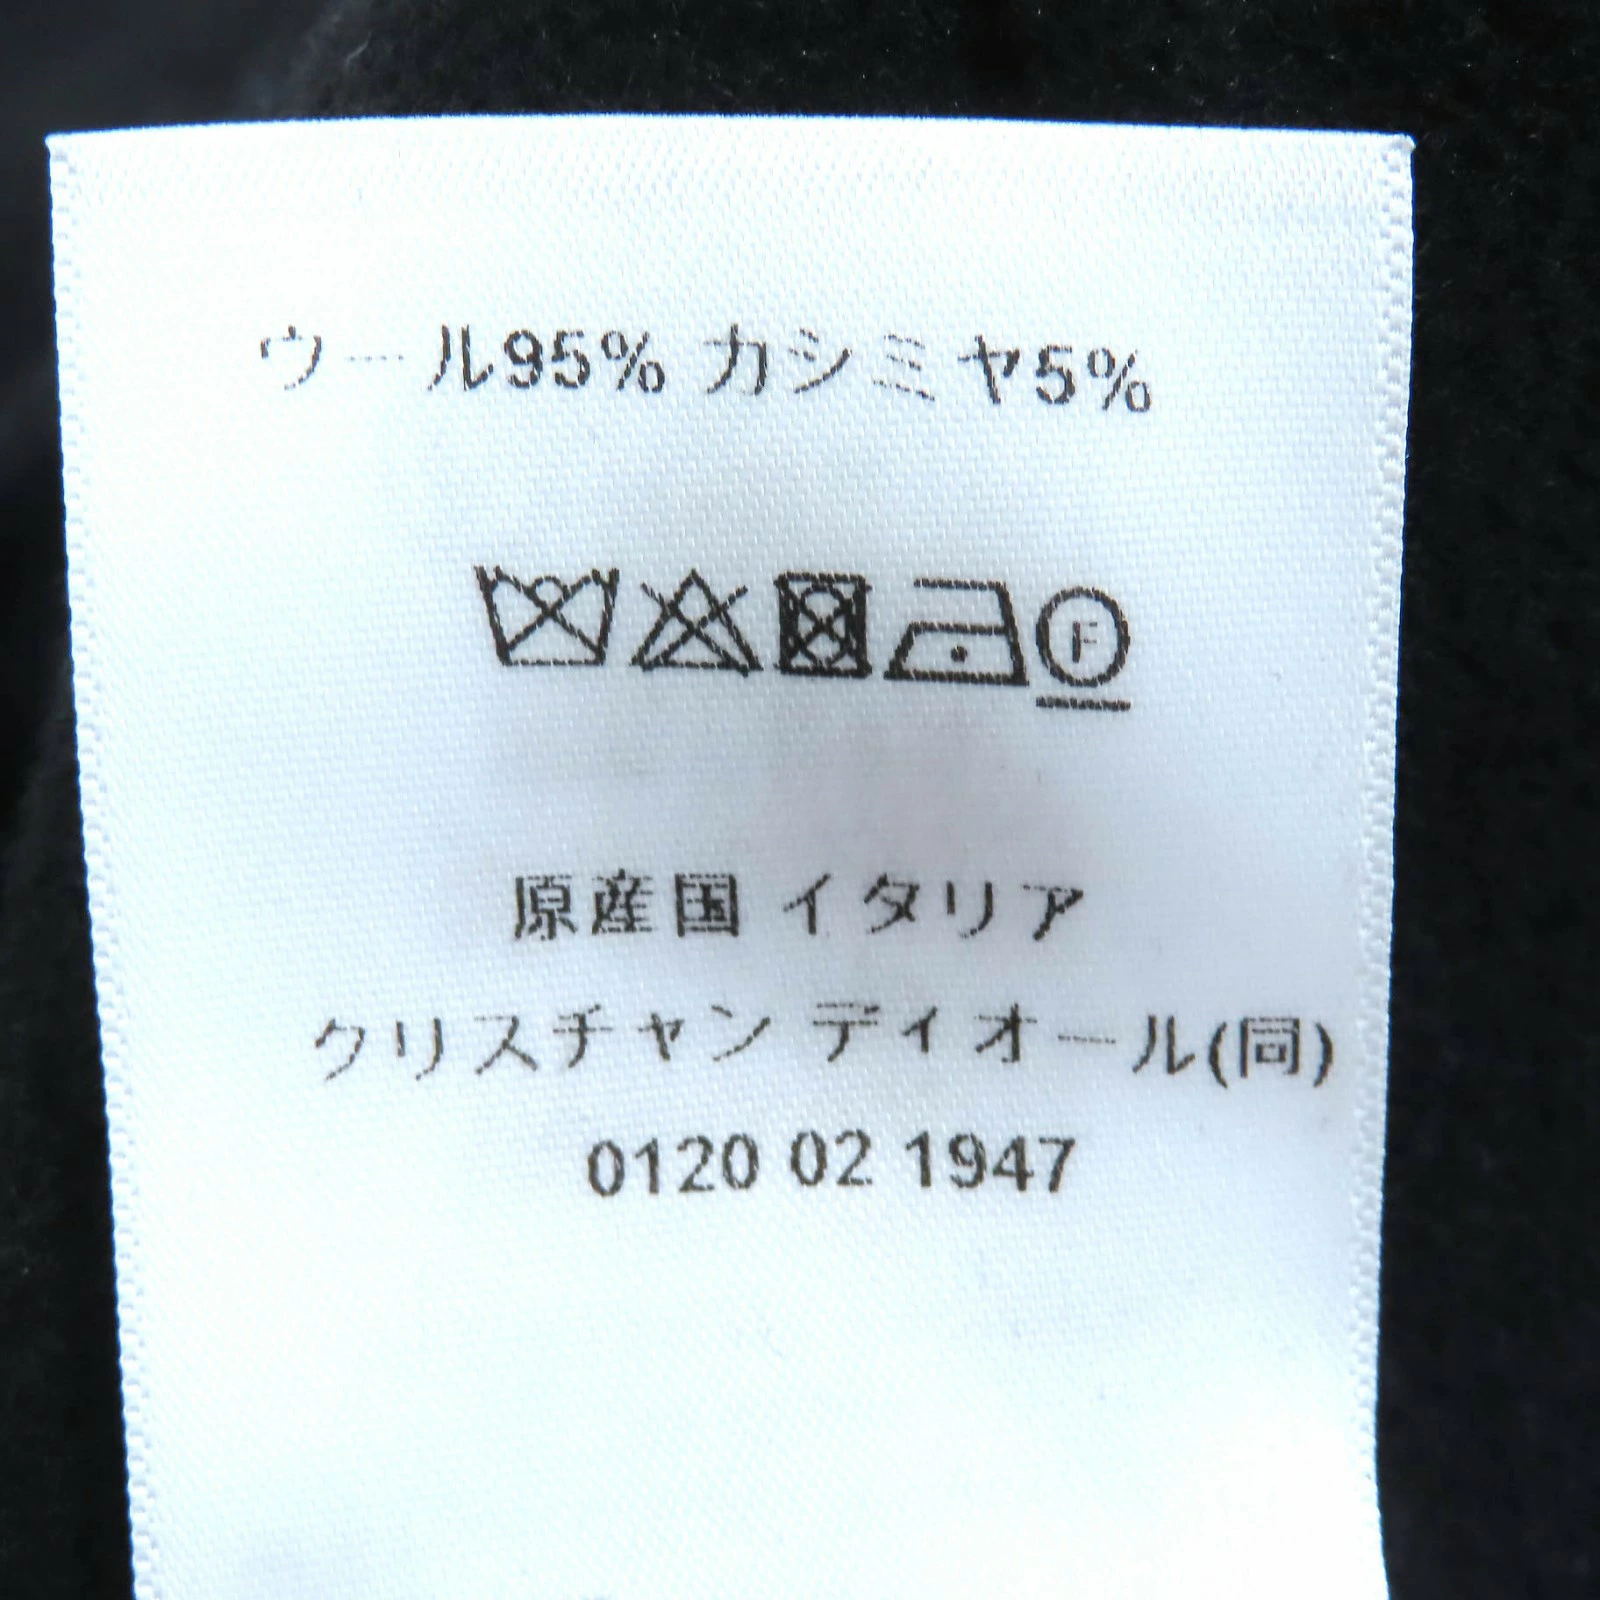 ウール95% カシミヤ5%
F
原産国 イタリア
クリスチャン ディオール(同)
0120 02 1947